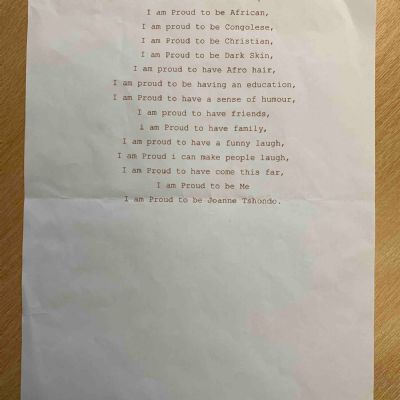 I am Proud to be African,
I am proud to be Congolese,
I am Proud to be Christian,
I am Proud to be Dark Skin,
I am proud to have Afro hair,
I am proud to be having an education,
I am Proud to have a sense of humour,
I am proud to have friends,
i am Proud to have family,
I am proud to have a funny laugh,
I am Proud i can make people laugh,
I am Proud to have come this far,
I am Proud to be Me
I am Proud to be Joanne Tshondo.